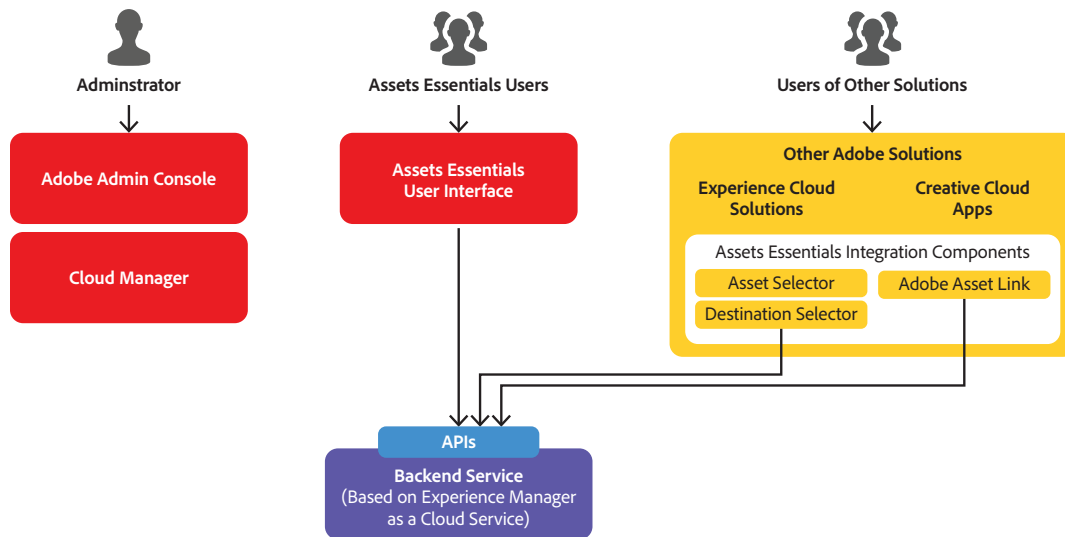 Adminstrator
Assets Essentials Users
Users of Other Solutions
Adobe Admin Console
Cloud Manager
Assets Essentials
User Interface
Other Adobe Solutions
Experience Cloud
Solutions
Creative Cloud
Apps
Assets Essentials Integration Components
Asset Selector
Adobe Asset Link
Destination Selector
APIs
Backend Service
(Based on Experience Manager
as a Cloud Service)